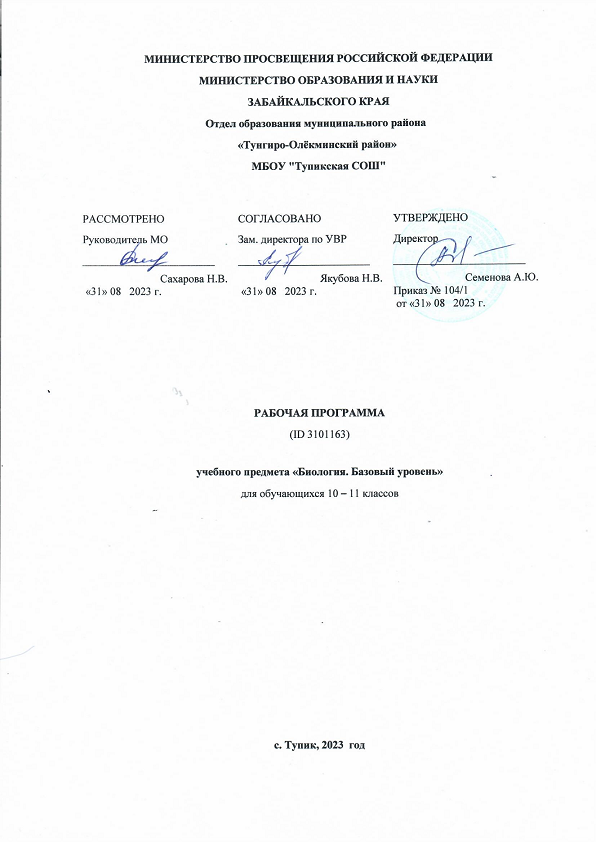 МИНИСТЕРСТВО ПРОСВЕЩЕНИЯ РОССИЙСКОЙ ФЕДЕРАЦИИ
МИНИСТЕРСТВО ОБРАЗОВАНИЯ И НАУКИ
ЗАБАЙКАЛЬСКОГО КРАЯ
Отдел образования муниципального района
«Тунгиро-Олёкминский район»
МБОУ "Тупикская СОШ"
РАССМОТРЕНО
Руководитель МО
Сахарова Н.В.
«31» 08 2023 г.
СОГЛАСОВАНО
Зам. директора по УВР
Якубова Н.В.
«31» 08 2023 г.
УТВЕРЖДЕНО
Директор
Семенова А.Ю.
Приказ № 104/1
от «31» 08 2023 г.
РАБОЧАЯ ПРОГРАММА
(ID 3101163)
учебного предмета «Биология. Базовый уровень»
для обучающихся 10 – 11 классов
с. Тупик, 2023 год